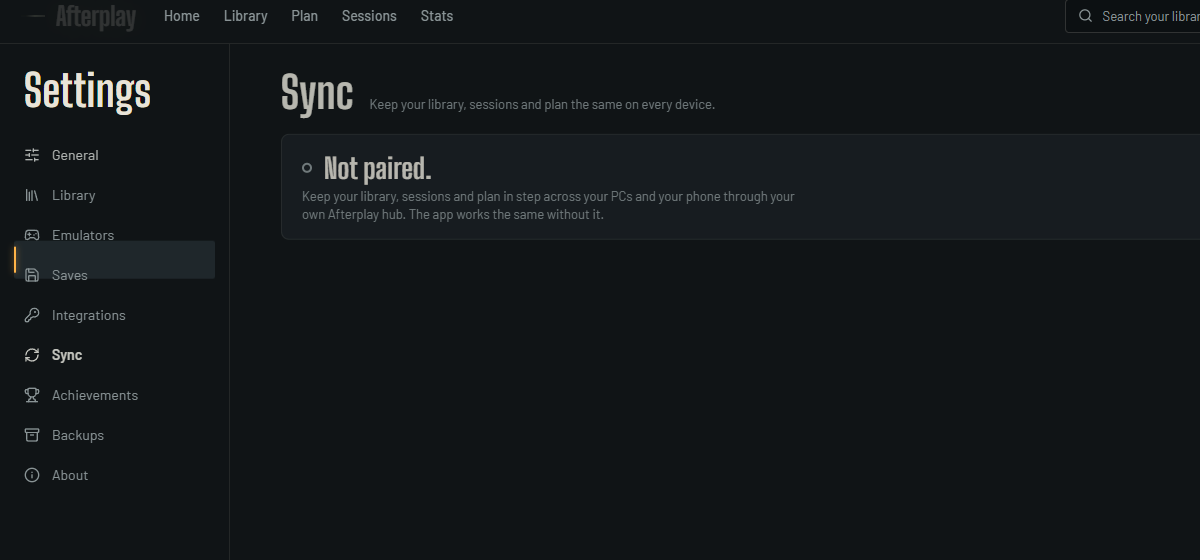 Afterplay Home Library Plan Sessions Stats Search your librar
Settings
General
Library
Emulators
Saves
Integrations
Sync
Achievements
Backups
About
Sync Keep your library, sessions and plan the same on every device.
Not paired.
Keep your library, sessions and plan in step across your PCs and your phone through your
own Afterplay hub. The app works the same without it.